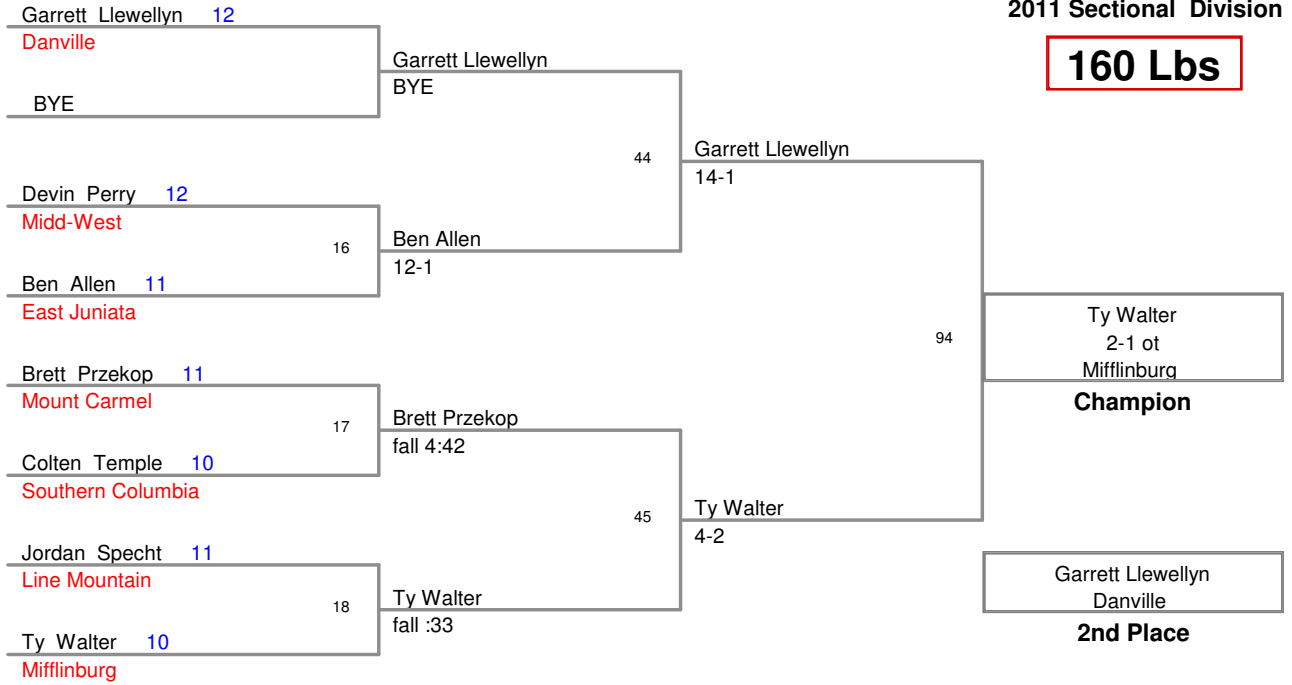 2011 Sectional Division
160 Lbs
Garrett Llewellyn 12
Danville
BYE
Garrett Llewellyn
BYE
Devin Perry 12
Midd-West
16
Ben Allen 11
East Juniata
Ben Allen
12-1
44
Garrett Llewellyn
14-1
Brett Przekop 11
Mount Carmel
17
Colten Temple 10
Southern Columbia
Brett Przekop
fall 4:42
Jordan Specht 11
Line Mountain
18
Ty Walter 10
Mifflinburg
Ty Walter
fall :33
45
Ty Walter
4-2
94
Ty Walter
2-1 ot
Mifflinburg
Champion
Garrett Llewellyn
Danville
2nd Place